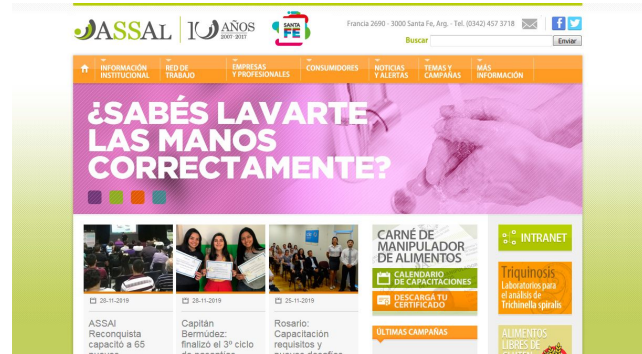 ASSAL
10 AÑOS
2007-2017
SANTA
FE
Francia 2690 - 3000 Santa Fe, Arg. - Tel. (0342) 457 3718
Buscar
Enviar
INFORMACIÓN
INSTITUCIONAL
RED DE
TRABAJO
EMPRESAS
Y PROFESIONALES
CONSUMIDORES
NOTICIAS
Y ALERTAS
TEMAS Y
CAMPAÑAS
MÁS
INFORMACIÓN
¿SABÉS LAVARTE
LAS MANOS
CORRECTAMENTE?
26-11-2019
ASSAl
Reconquista
capacitó a 65
26-11-2019
Capitán
Bermúdez:
finalizó el 3º ciclo
25-11-2019
Rosario:
Capacitación
requisitos y
CARNÉ DE
MANIPULADOR
DE ALIMENTOS
CALENDARIO
DE CAPACITACIONES
DESCARGÁ TU
CERTIFICADO
ÚLTIMAS CAMPAÑAS
INTRANET
Triquinosis
Laboratorios para
el análisis de
Trichinella spiralis
ALIMENTOS
LIBRES DE